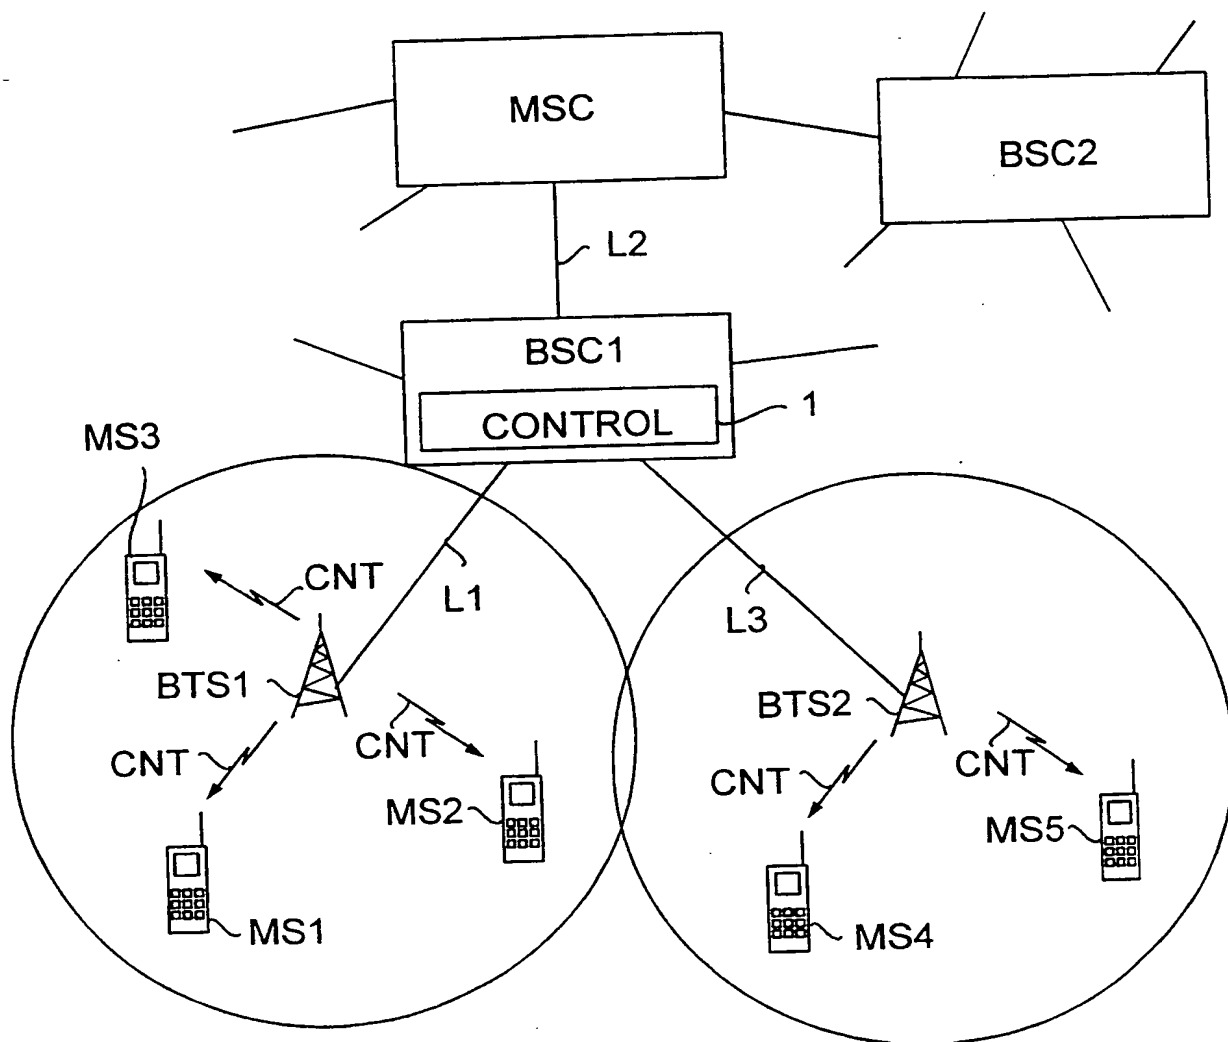 MSC
BSC2
L2
BSC1
CONTROL
1
MS3
CNT
L1
L3
BTS1
BTS2
CNT
CNT
CNT
CNT
MS2
MS5
MS1
MS4